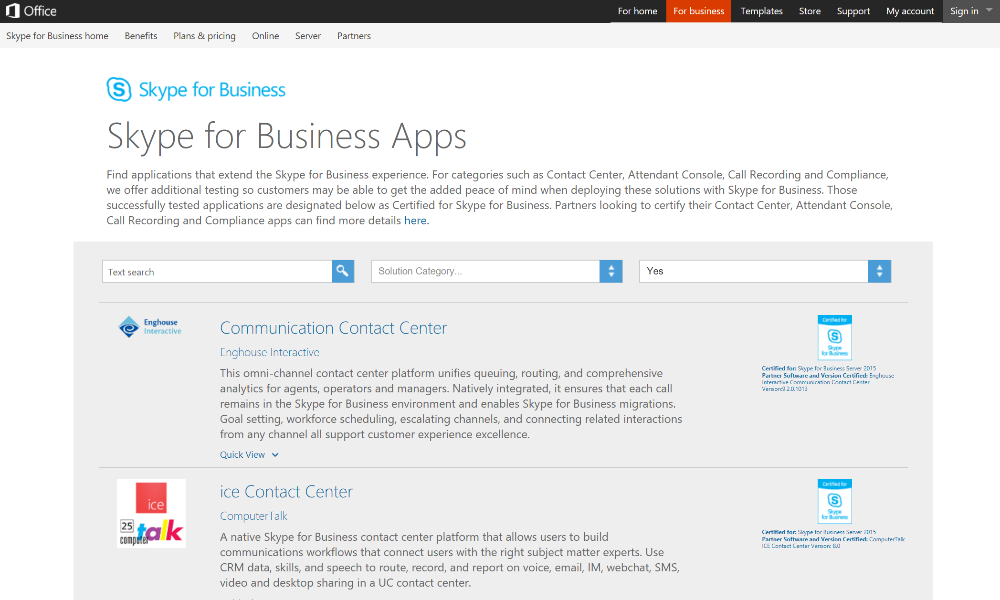 Office
For home
For business
Templates
Store
Support
My account
Sign in
Skype for Business home
Benefits
Plans & pricing
Online
Server
Partners
Skype for Business
Skype for Business Apps
Find applications that extend the Skype for Business experience. For categories such as Contact Center, Attendant Console, Call Recording and Compliance,
we offer additional testing so customers may be able to get the added peace of mind when deploying these solutions with Skype for Business. Those
successfully tested applications are designated below as Certified for Skype for Business. Partners looking to certify their Contact Center, Attendant Console,
Call Recording and Compliance apps can find more details here.
Text search
Solution Category...
Yes
Enghouse
Interactive
Communication Contact Center
Enghouse Interactive
This omni-channel contact center platform unifies queuing, routing, and comprehensive
analytics for agents, operators and managers. Natively integrated, it ensures that each call
remains in the Skype for Business environment and enables Skype for Business migrations.
Goal setting, workforce scheduling, escalating channels, and connecting related interactions
from any channel all support customer experience excellence.
Quick View
Certified for
Skype
for Business
Certified for: Skype for Business Server 2015
Partner Software and Version Certified: Enghouse
Interactive Communication Contact Center
Version:9.2.0.1013
ice
25
computer talk
ice Contact Center
ComputerTalk
A native Skype for Business contact center platform that allows users to build
communications workflows that connect users with the right subject matter experts. Use
CRM data, skills, and speech to route, record, and report on voice, email, IM, webchat, SMS,
video and desktop sharing in a UC contact center.
Certified for
Skype
for Business
Certified for: Skype for Business Server 2015
Partner Software and Version Certified: ComputerTalk
ICE Contact Center Version: 8.0